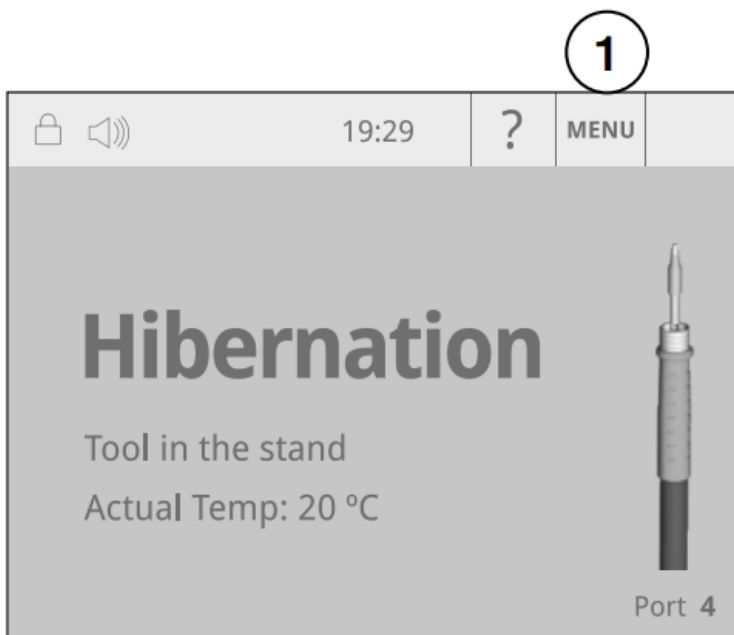 1
19:29 ? MENU
Hibernation
Tool in the stand
Actual Temp: 20 ºC
Port 4